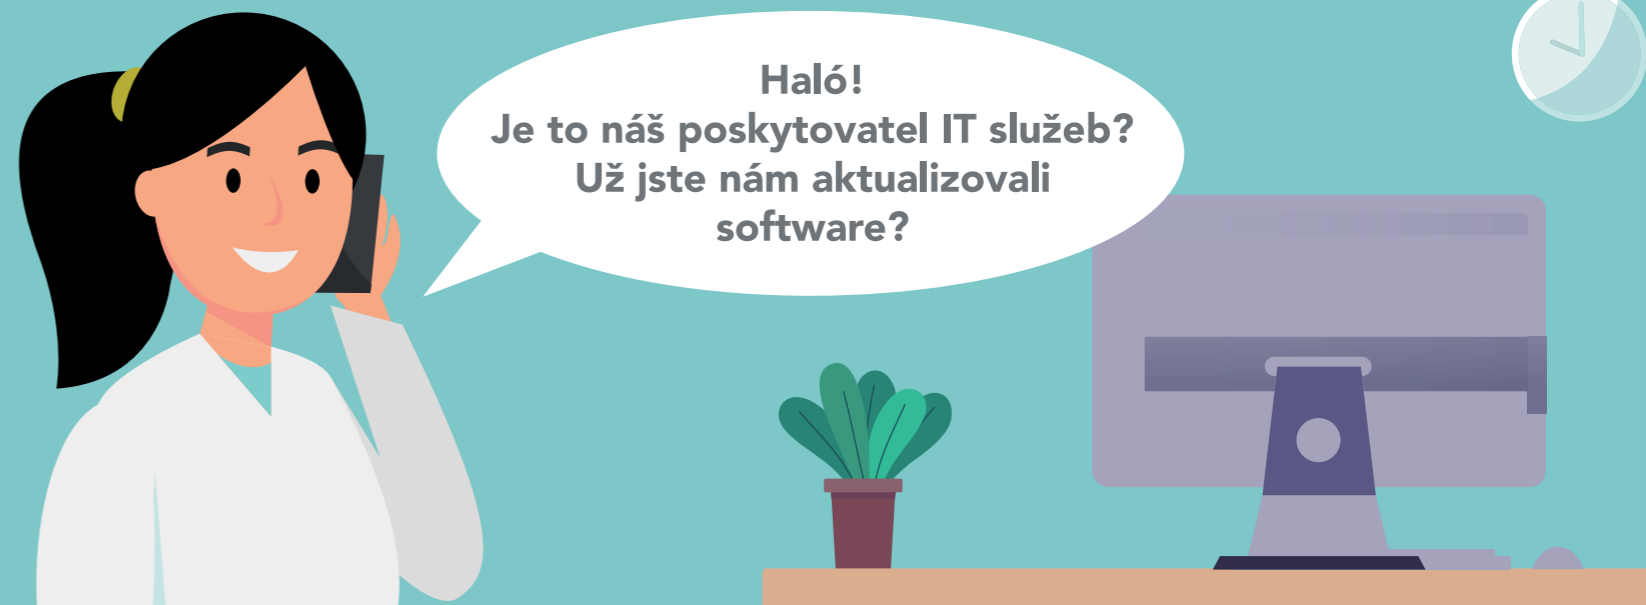 Haló!
Je to náš poskytovatel IT služeb?
Už jste nám aktualizovali
software?